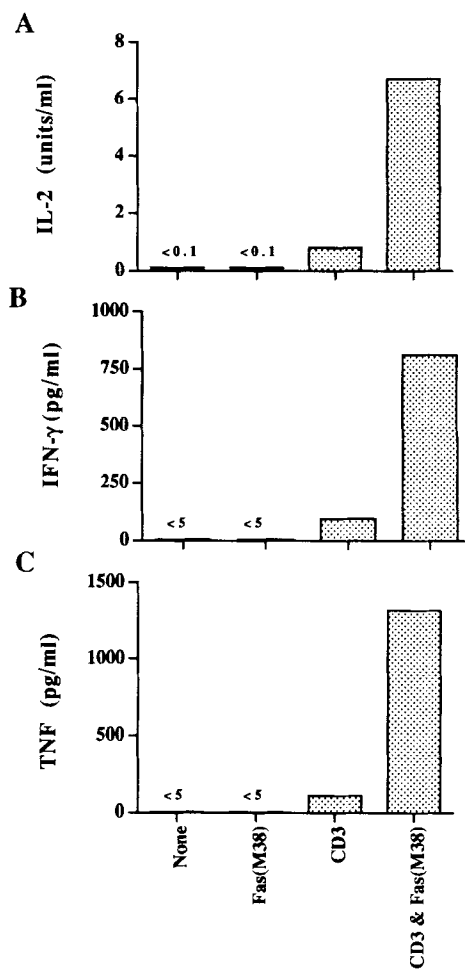 A
IL-2 (units/ml)
8
6
4
2
0
<0.1
<0.1
B
IFN-γ (pg/ml)
1000
750
500
250
0
<5
<5
C
TNF (pg/ml)
1500
1000
500
0
<5
<5
None
Fas(M38)
CD3
CD3 & Fas(M38)